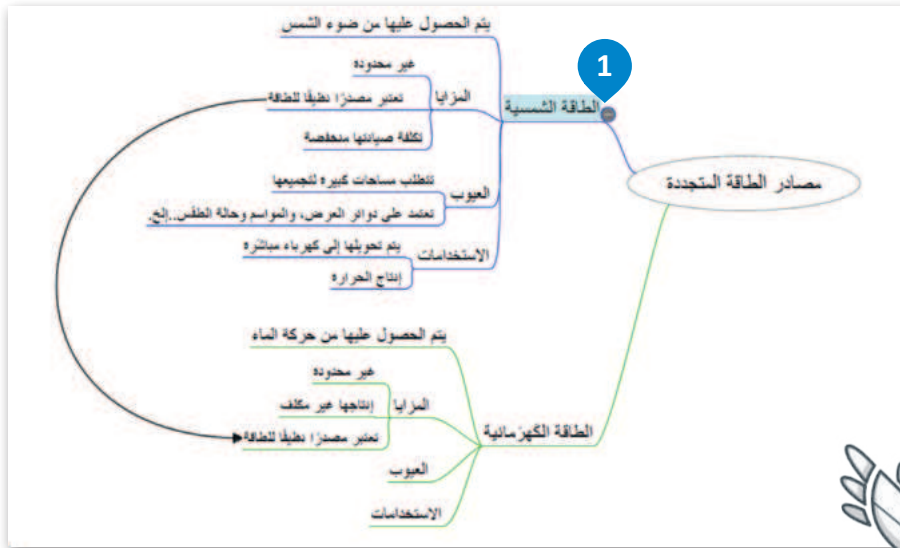 مصادر الطاقة المتجددة
1
الطاقة الشمسية
يتم الحصول عليها من ضوء الشمس
المزايا
غير محدودة
تعتبر مصدرًا نظيفًا للطاقة
تكلفة صيانتها منخفضة
العيوب
تتطلب مساحات كبيرة لتجميعها
تعتمد على دوائر العرض، والمواسم وحالة الطقس..إلخ.
الاستخدامات
يتم تحويلها إلى كهرباء مباشرة
إنتاج الحرارة
الطاقة الكَهرُمائية
يتم الحصول عليها من حركة الماء
المزايا
غير محدودة
إنتاجها غير مكلف
تعتبر مصدرًا نظيفًا للطاقة
العيوب
الاستخدامات